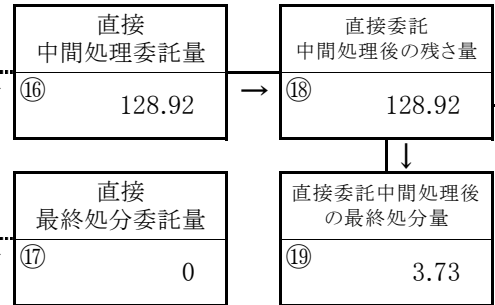 直接
中間処理委託量
⑯
128.92
→
直接委託
中間処理後の残さ量
⑱
128.92
↓
直接
最終処分委託量
⑰
0
直接委託中間処理後
の最終処分量
⑲
3.73